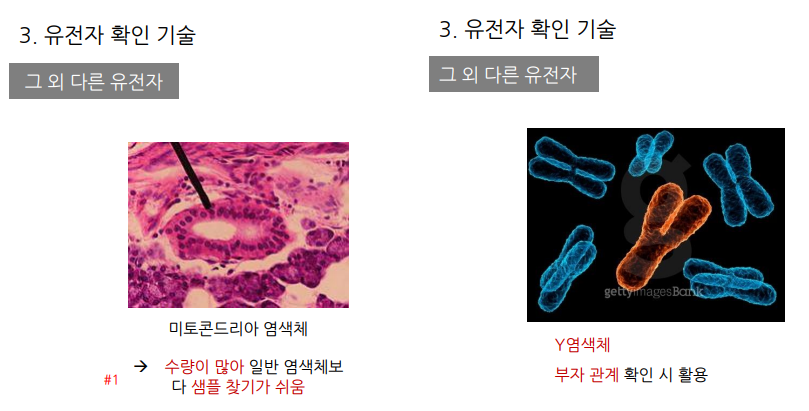 3. 유전자 확인 기술
그 외 다른 유전자
미토콘드리아 염색체
#1 → 수량이 많아 일반 염색체보
다 샘플 찾기가 쉬움
3. 유전자 확인 기술
그 외 다른 유전자
gettyimagesBank
Y염색체
부자 관계 확인 시 활용